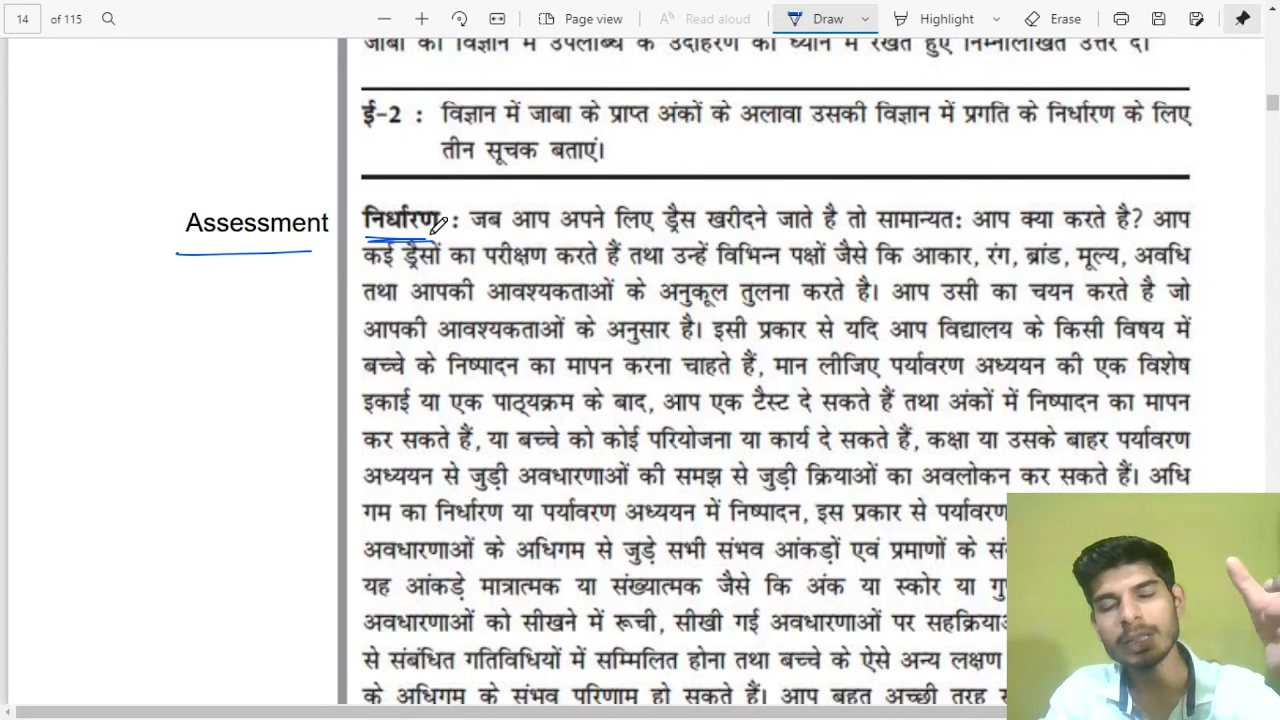 14 of 115
Page view
Read aloud
Draw
Highlight
Erase
जाबा की विज्ञान में उपलब्धि के उदाहरण को ध्यान में रखते हुए निम्नलिखित उत्तर दें।
ई-2 : विज्ञान में जाबा के प्राप्त अंकों के अलावा उसकी विज्ञान में प्रगति के निर्धारण के लिए
तीन सूचक बताएं।
Assessment
निर्धारण : जब आप अपने लिए ड्रैस खरीदने जाते है तो सामान्यत: आप क्या करते है? आप
कई ड्रैसों का परीक्षण करते हैं तथा उन्हें विभिन्न पक्षों जैसे कि आकार, रंग, ब्रांड, मूल्य, अवधि
तथा आपकी आवश्यकताओं के अनुकूल तुलना करते है। आप उसी का चयन करते है जो
आपकी आवश्यकताओं के अनुसार है। इसी प्रकार से यदि आप विद्यालय के किसी विषय में
बच्चे के निष्पादन का मापन करना चाहते हैं, मान लीजिए पर्यावरण अध्ययन की एक विशेष
इकाई या एक पाठ्यक्रम के बाद, आप एक टैस्ट दे सकते हैं तथा अंकों में निष्पादन का मापन
कर सकते हैं, या बच्चे को कोई परियोजना या कार्य दे सकते हैं, कक्षा या उसके बाहर पर्यावरण
अध्ययन से जुड़ी अवधारणाओं की समझ से जुड़ी क्रियाओं का अवलोकन कर सकते हैं। अधि
गम का निर्धारण या पर्यावरण अध्ययन में निष्पादन, इस प्रकार से
अवधारणाओं के अधिगम से जुड़े सभी संभव आंकड़ों एवं प्रमाणों के
यह आंकड़े मात्रात्मक या संख्यात्मक जैसे कि अंक या स्कोर या
अवधारणाओं को सीखने में रूची, सीखी गई अवधारणाओं पर
से संबंधित गतिविधियों में सम्मिलित होना तथा बच्चे के ऐसे अन्य लक्षण
के अधिगम के संभव परिणाम हो सकते हैं। आप बहुत अच्छी तरह